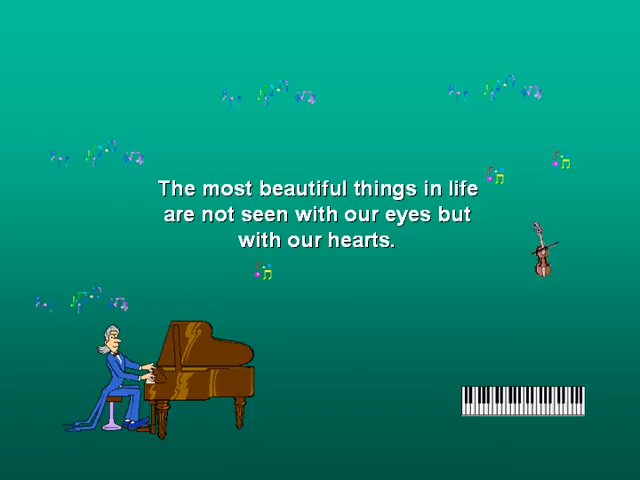 The most beautiful things in life
are not seen with our eyes but
with our hearts.